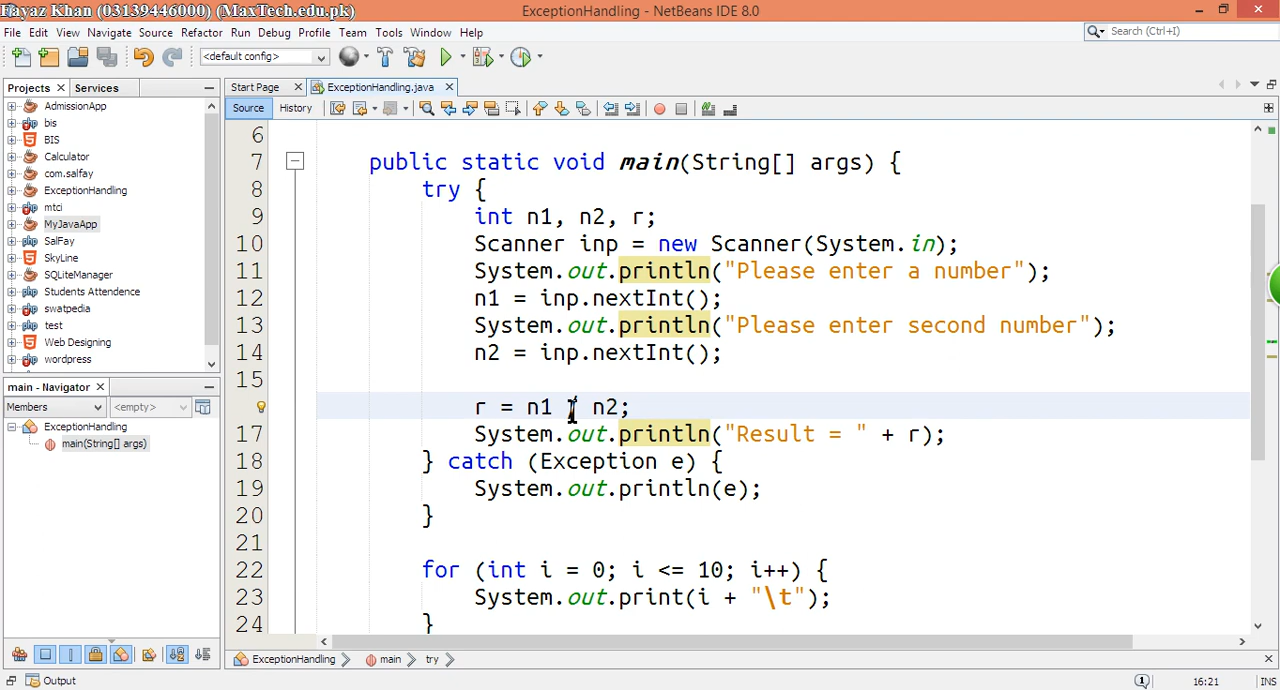 Fayaz Khan (03139446000) (MaxTech.edu.pk)
ExceptionHandling - NetBeans IDE 8.0
File Edit View Navigate Source Refactor Run Debug Profile Team Tools Window Help
Search (Ctrl+I)
<default config>
Projects Services
Start Page ExceptionHandling.java
Source History
AdmissionApp
bis
BIS
Calculator
com.salfay
ExceptionHandling
mtci
MyJavaApp
SalFay
SkyLine
SQLiteManager
Students Attendence
swatpedia
test
Web Designing
wordpress
main - Navigator
Members <empty>
ExceptionHandling
main(String[] args)
6
7 public static void main(String[] args) {
8 try {
9 int n1, n2, r;
10 Scanner inp = new Scanner(System.in);
11 System.out.println("Please enter a number");
12 n1 = inp.nextInt();
13 System.out.println("Please enter second number");
14 n2 = inp.nextInt();
15
r = n1 / n2;
17 System.out.println("Result = " + r);
18 } catch (Exception e) {
19 System.out.println(e);
20 }
21
22 for (int i = 0; i <= 10; i++) {
23 System.out.print(i + "\t");
24 }
ExceptionHandling main try
Output
1 16:21 INS